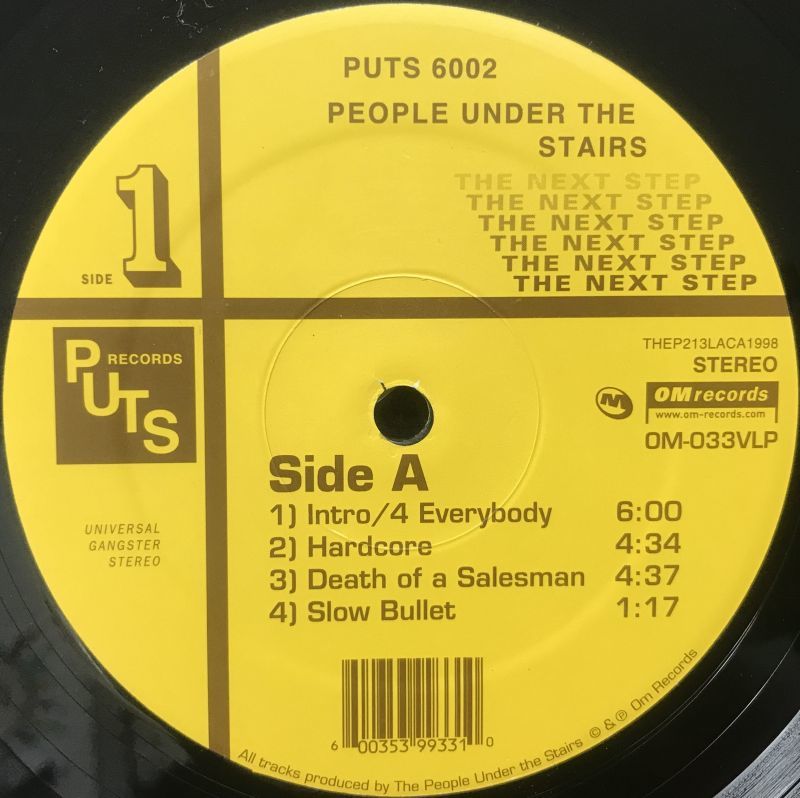 PUTS 6002
PEOPLE UNDER THE
STAIRS
THE NEXT STEP
THE NEXT STEP
THE NEXT STEP
THE NEXT STEP
THE NEXT STEP
THE NEXT STEP
SIDE 1
PUTS RECORDS
UNIVERSAL
GANGSTER
STEREO
THEP213LACA1998
STEREO
OM records
www.om-records.com
OM-033VLP
Side A
1) Intro/4 Everybody 6:00
2) Hardcore 4:34
3) Death of a Salesman 4:37
4) Slow Bullet 1:17
6 00353 99331 0
All tracks produced by The People Under the Stairs © & ℗ Om Records